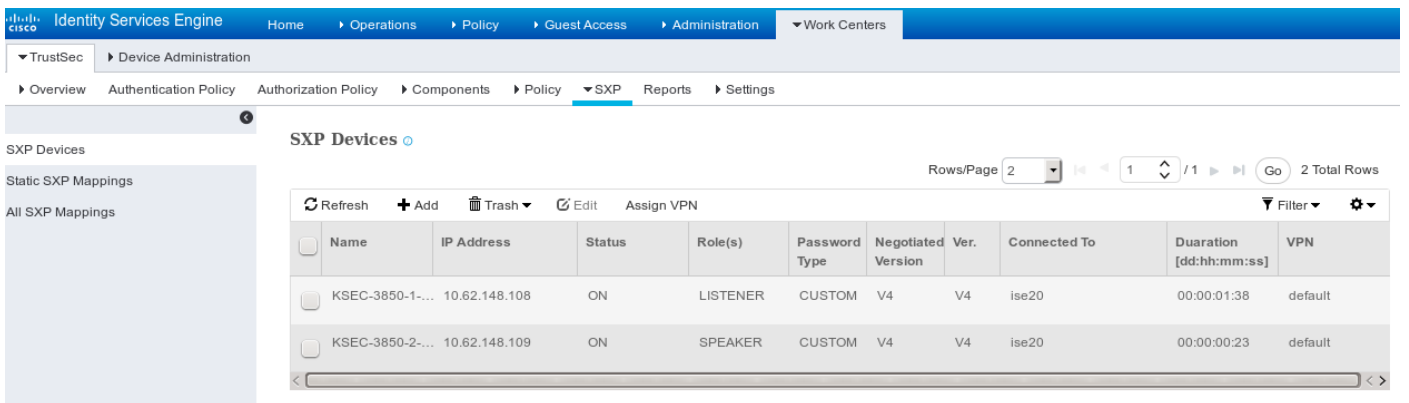 cisco Identity Services Engine Home Operations Policy Guest Access Administration Work Centers
TrustSec Device Administration
Overview Authentication Policy Authorization Policy Components Policy SXP Reports Settings
SXP Devices
Static SXP Mappings
All SXP Mappings
SXP Devices
Rows/Page 2 1 / 1 Go 2 Total Rows
Refresh Add Trash Edit Assign VPN Filter
Name IP Address Status Role(s) Password Type Negotiated Version Ver. Connected To Duaration [dd:hh:mm:ss] VPN
KSEC-3850-1-... 10.62.148.108 ON LISTENER CUSTOM V4 V4 ise20 00:00:01:38 default
KSEC-3850-2-... 10.62.148.109 ON SPEAKER CUSTOM V4 V4 ise20 00:00:00:23 default